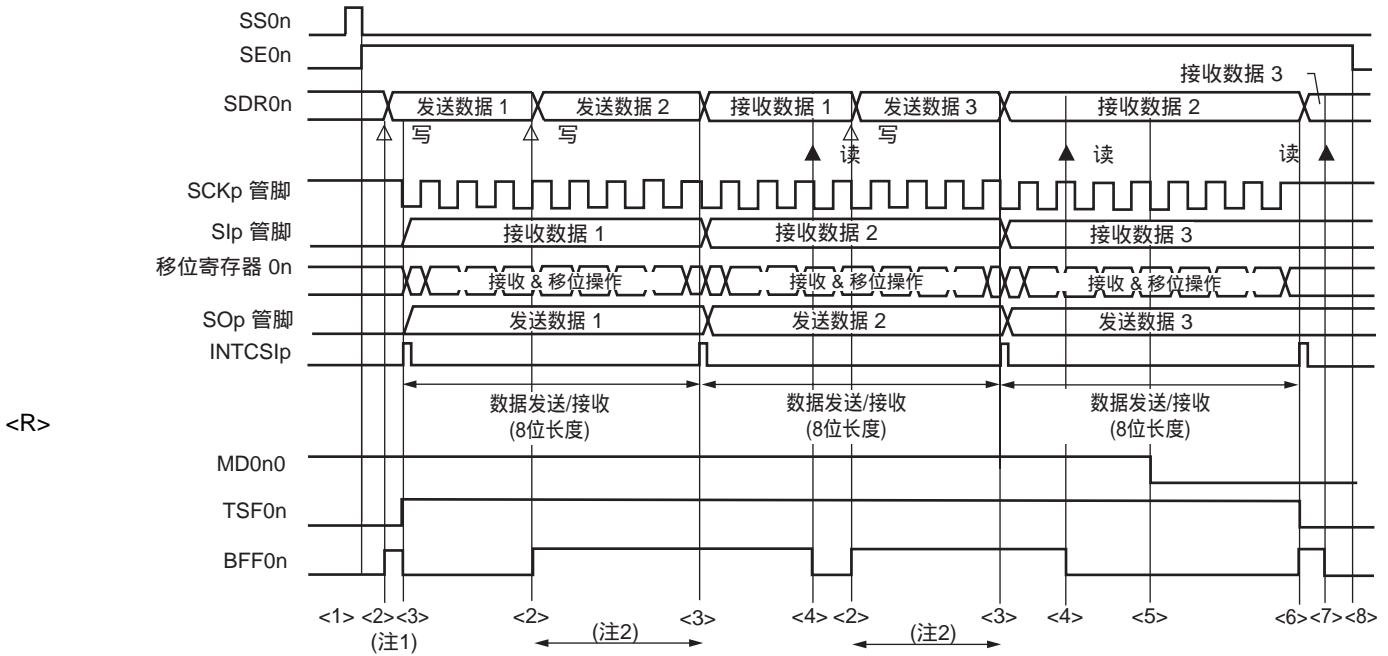 SS0n
SE0n
接收数据 3
SDR0n 发送数据 1 发送数据 2 接收数据 1 发送数据 3 接收数据 2
写 写 写
读 读 读
SCKp 管脚
SIp 管脚 接收数据 1 接收数据 2 接收数据 3
移位寄存器 0n 接收 & 移位操作 接收 & 移位操作 接收 & 移位操作
SOp 管脚 发送数据 1 发送数据 2 发送数据 3
INTCSIp
数据发送/接收 数据发送/接收 数据发送/接收
<R> (8位长度) (8位长度) (8位长度)
MD0n0
TSF0n
BFF0n
<1> <2> <3> <2> <3> <4> <2> <3> <4> <5> <6> <7> <8>
(注1) (注2) (注2)